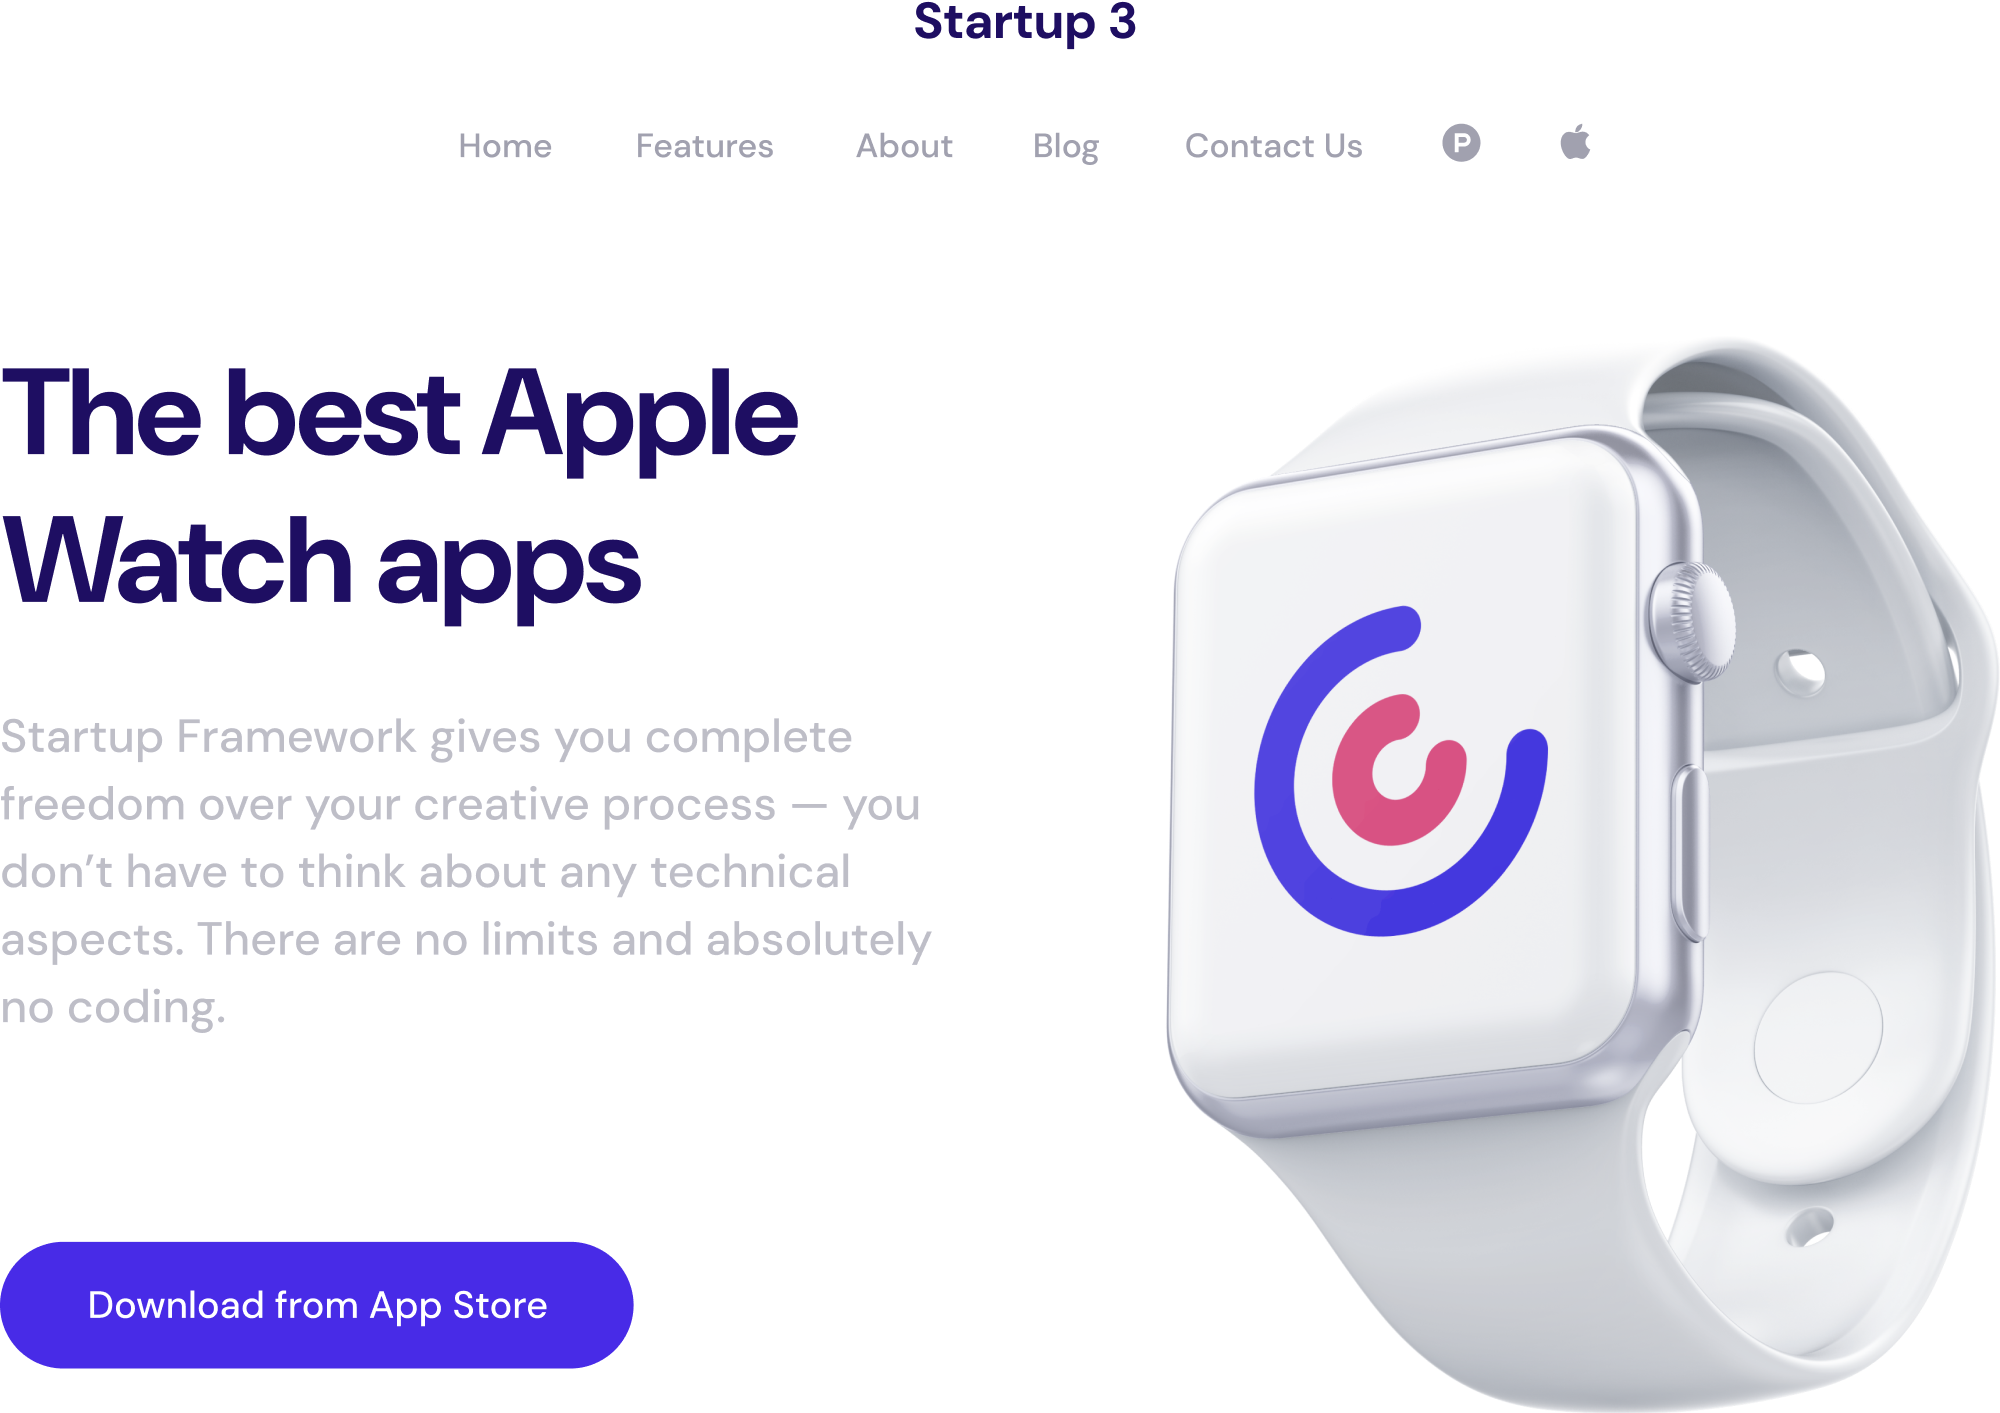 Startup 3
Home Features About Blog Contact Us
The best Apple
Watch apps
Startup Framework gives you complete
freedom over your creative process — you
don’t have to think about any technical
aspects. There are no limits and absolutely
no coding.
Download from App Store